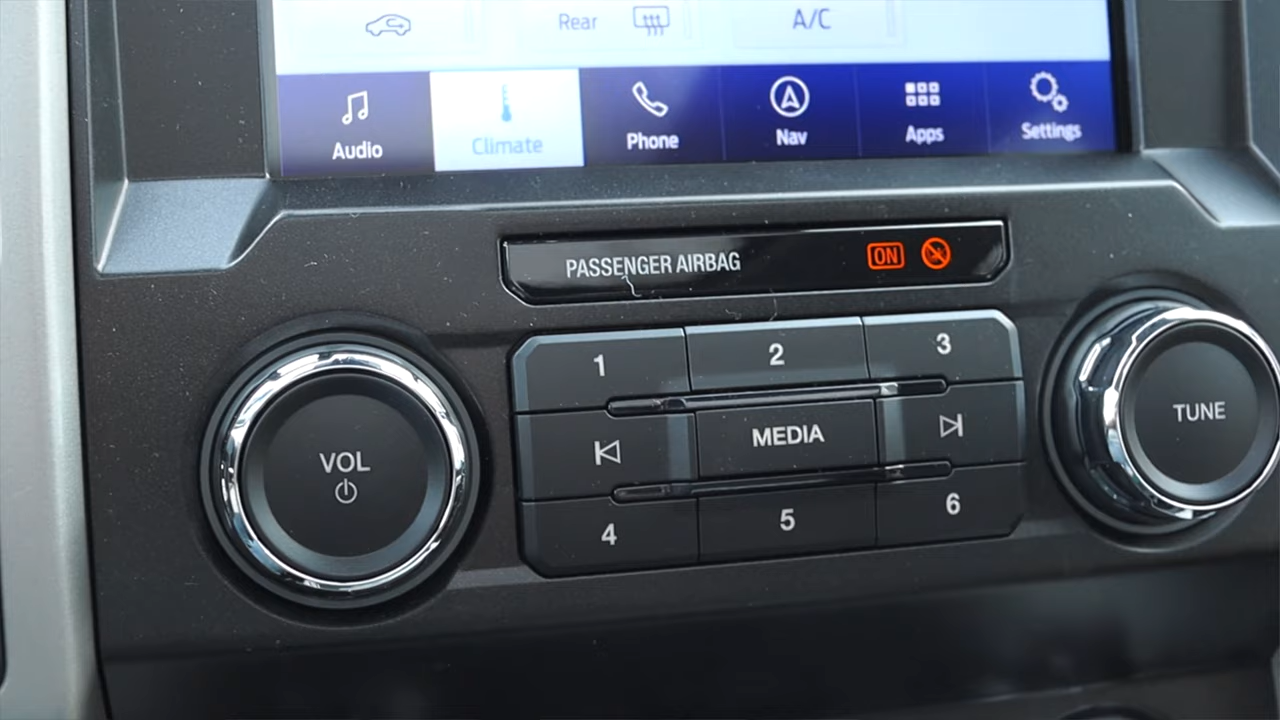 Rear
A/C
Audio
Climate
Phone
Nav
Apps
Settings
PASSENGER AIRBAG
ON
1
2
3
MEDIA
4
5
6
VOL
TUNE